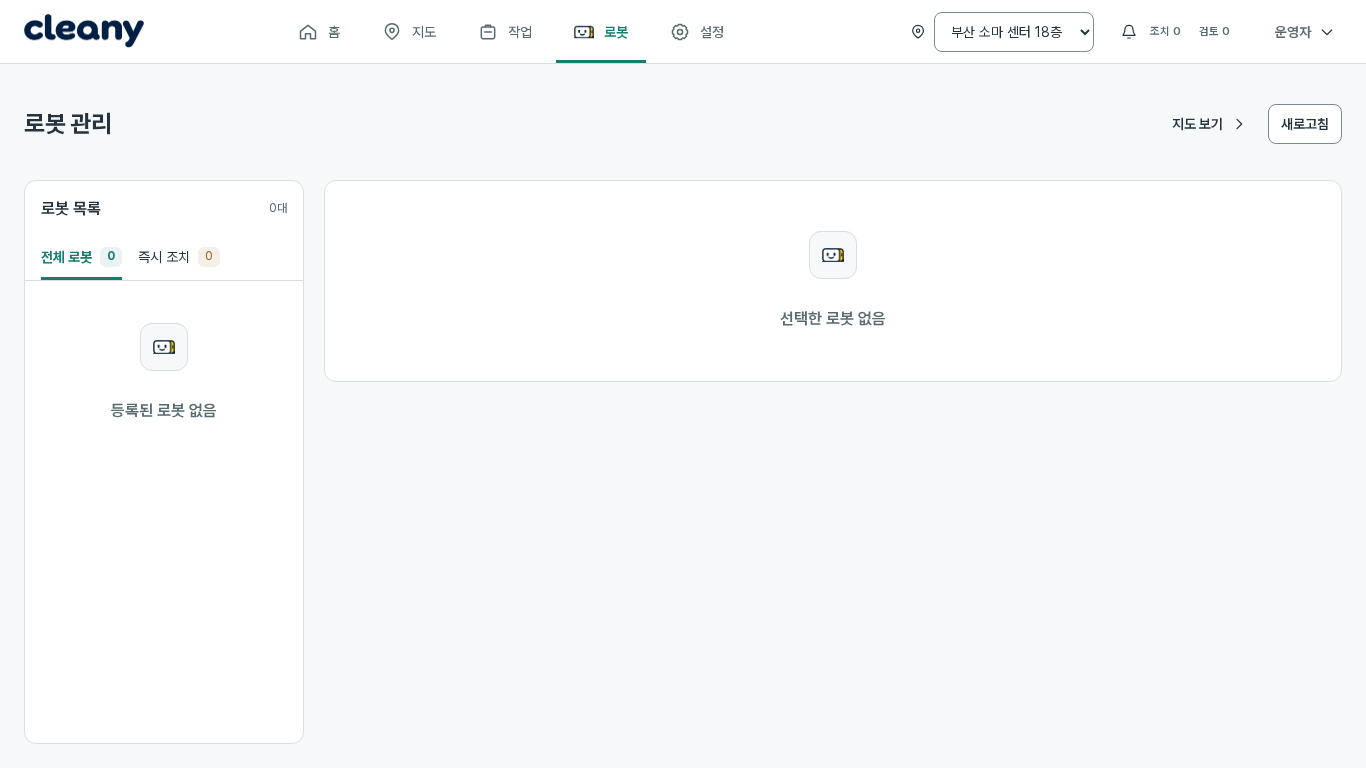 cleany
홈
지도
작업
로봇
설정
부산 소마 센터 18층
조치 0
검토 0
운영자
로봇 관리
지도 보기
새로고침
로봇 목록
0대
전체 로봇 0
즉시 조치 0
등록된 로봇 없음
선택한 로봇 없음